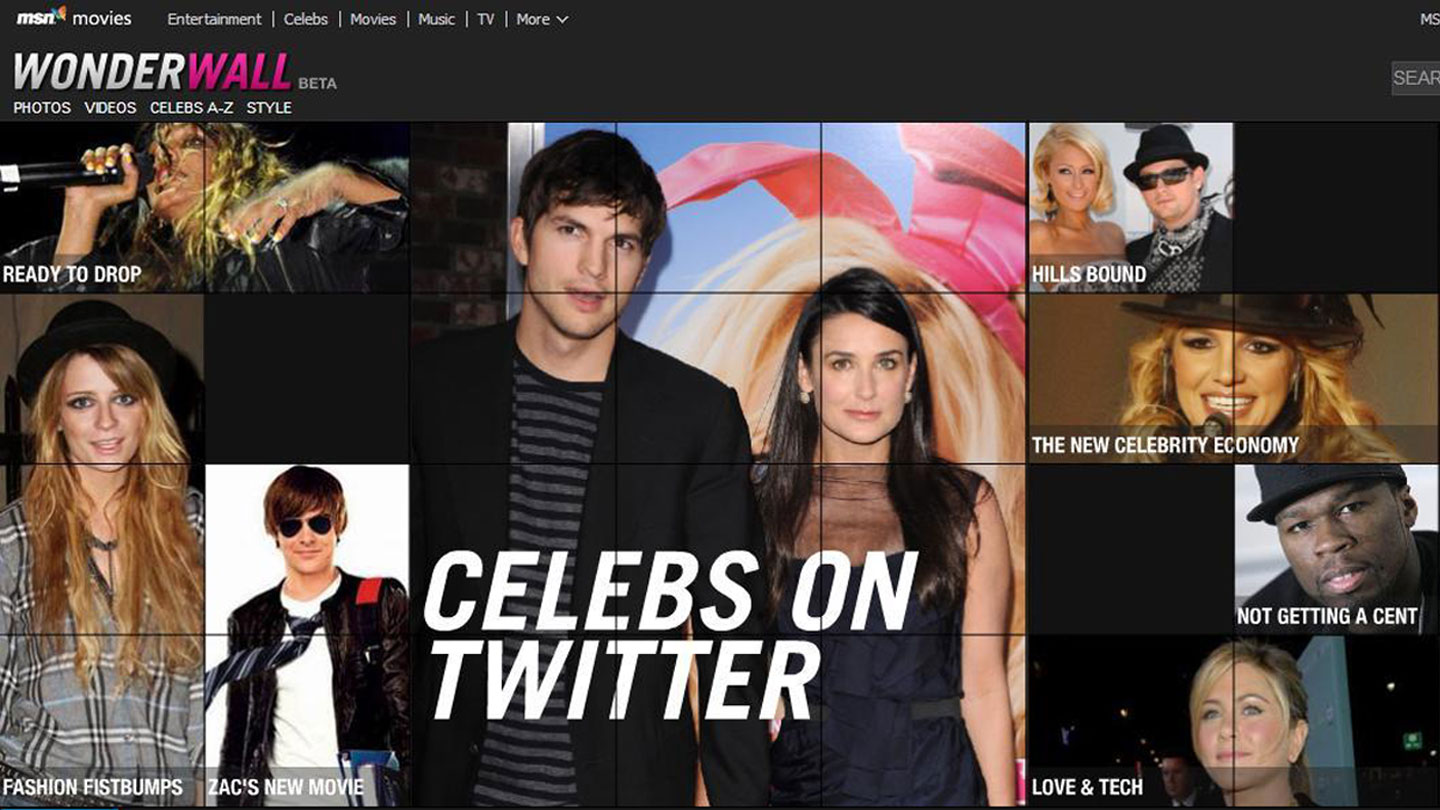 msn movies
Entertainment | Celebs | Movies | Music | TV | More
MS
WONDERWALL BETA
SEAR
PHOTOS VIDEOS CELEBS A-Z STYLE
READY TO DROP
HILLS BOUND
THE NEW CELEBRITY ECONOMY
CELEBS ON
TWITTER
NOT GETTING A CENT
FASHION FISTBUMPS
ZAC'S NEW MOVIE
LOVE & TECH